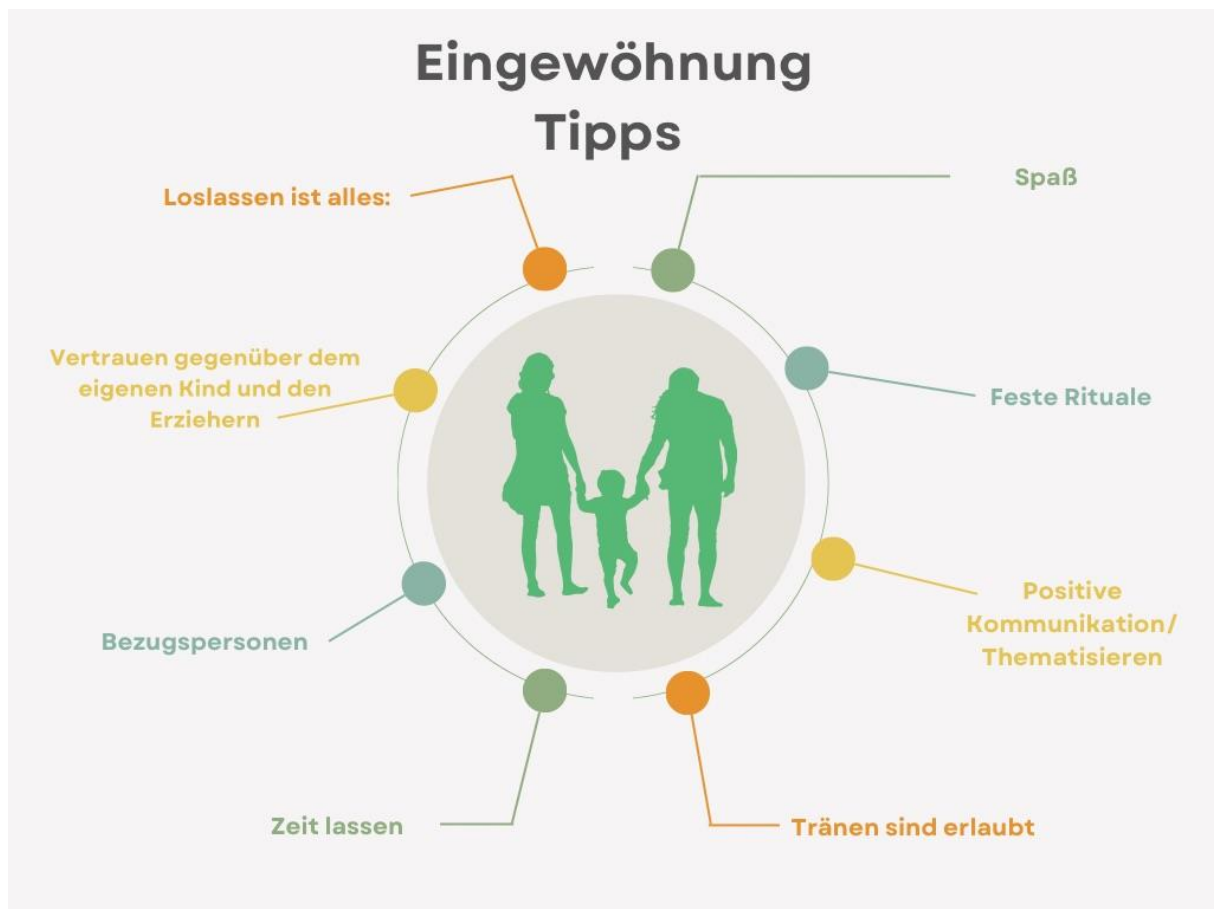 Eingewöhnung
Tipps
Loslassen ist alles:
Spaß
Vertrauen gegenüber dem
eigenen Kind und den
Erziehern
Feste Rituale
Bezugspersonen
Positive
Kommunikation/
Thematisieren
Zeit lassen
Tränen sind erlaubt